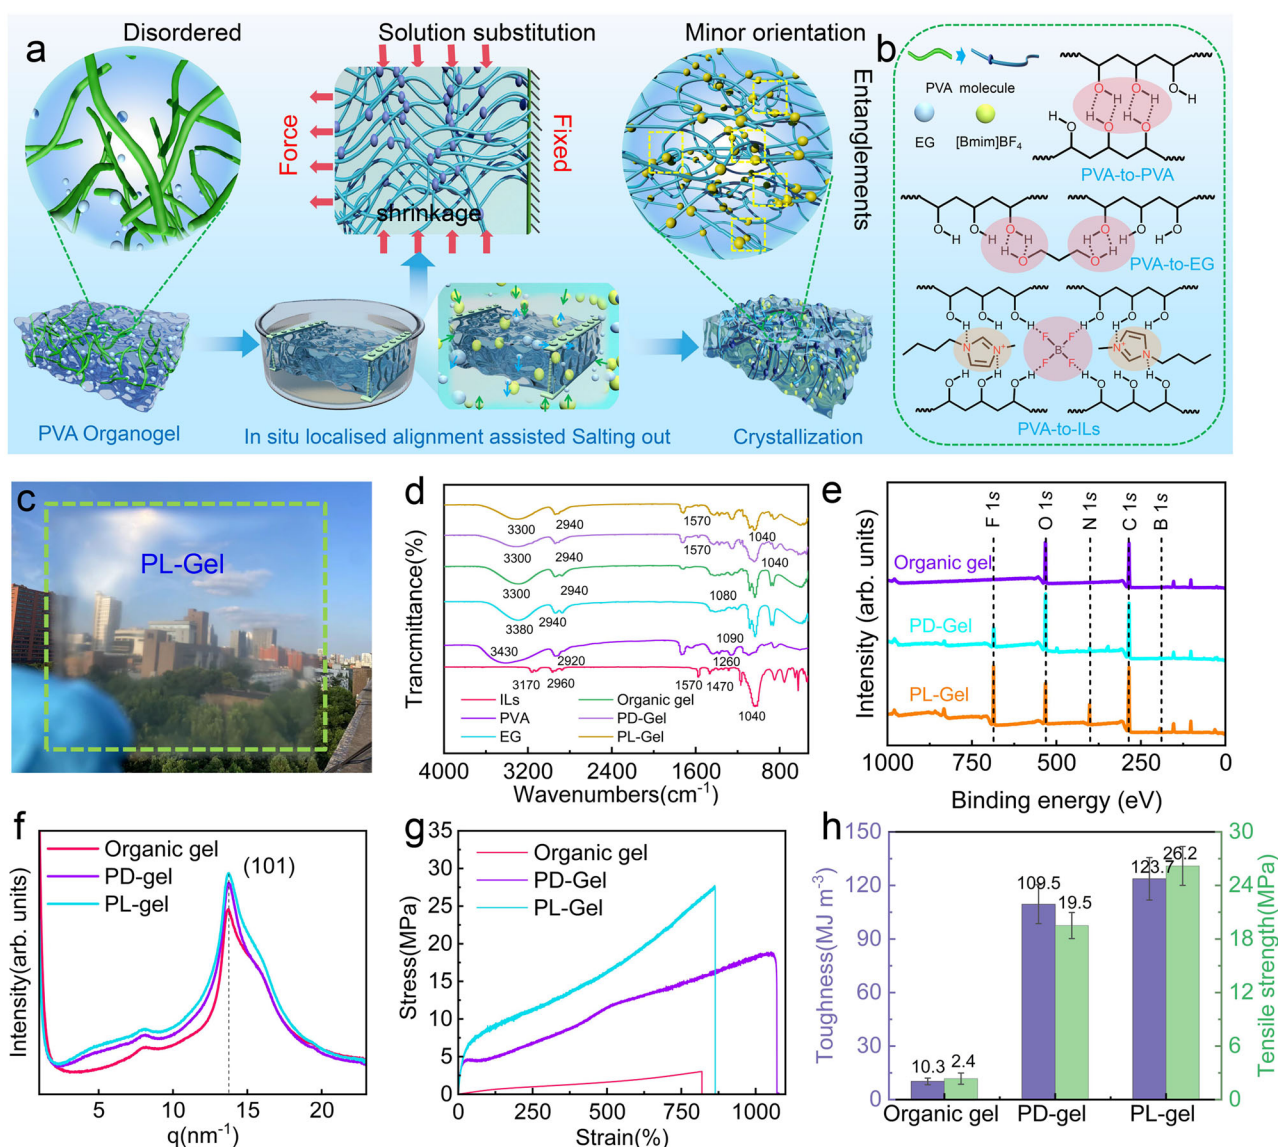 a
Disordered
Solution substitution
Minor orientation
Force
Fixed
shrinkage
Entanglements
PVA Organogel
In situ localised alignment assisted Salting out
Crystallization
b
PVA molecule
EG
[Bmim]BF4
O H H
O H O H
H H
H O O
O
PVA-to-PVA
O O O
H H H
O O O
H H H
O O
PVA-to-EG
O O O O O O
H H H H H H
N N+ F F B F F N+ N
H H H H H H
O O O O O O
PVA-to-ILs
c
PL-Gel
d
Trancmittance(%)
3300
2940
1570
1040
3300
2940
1570
1040
3300
2940
1080
3380
2940
1090
3430
2920
1260
3170
2960
1570
1470
1040
ILs
Organic gel
PVA
PD-Gel
EG
PL-Gel
4000 3200 2400 1600 800
Wavenumbers(cm-1)
e
Intensity (arb. units)
F 1s
O 1s
N 1s
C 1s
B 1s
Organic gel
PD-Gel
PL-Gel
1000 750 500 250 0
Binding energy (eV)
f
Intensity(arb. units)
Organic gel
PD-gel
PL-gel
(101)
5 10 15 20
q(nm-1)
g
Stress(MPa)
35
30
25
20
15
10
5
0
Organic gel
PD-Gel
PL-Gel
0 250 500 750 1000
Strain(%)
h
Toughness(MJ m-3)
150
120
90
60
30
0
10.3
2.4
109.5
19.5
123.7
26.2
30
24
18
12
6
0
Tensile strength(MPa)
Organic gel PD-gel PL-gel